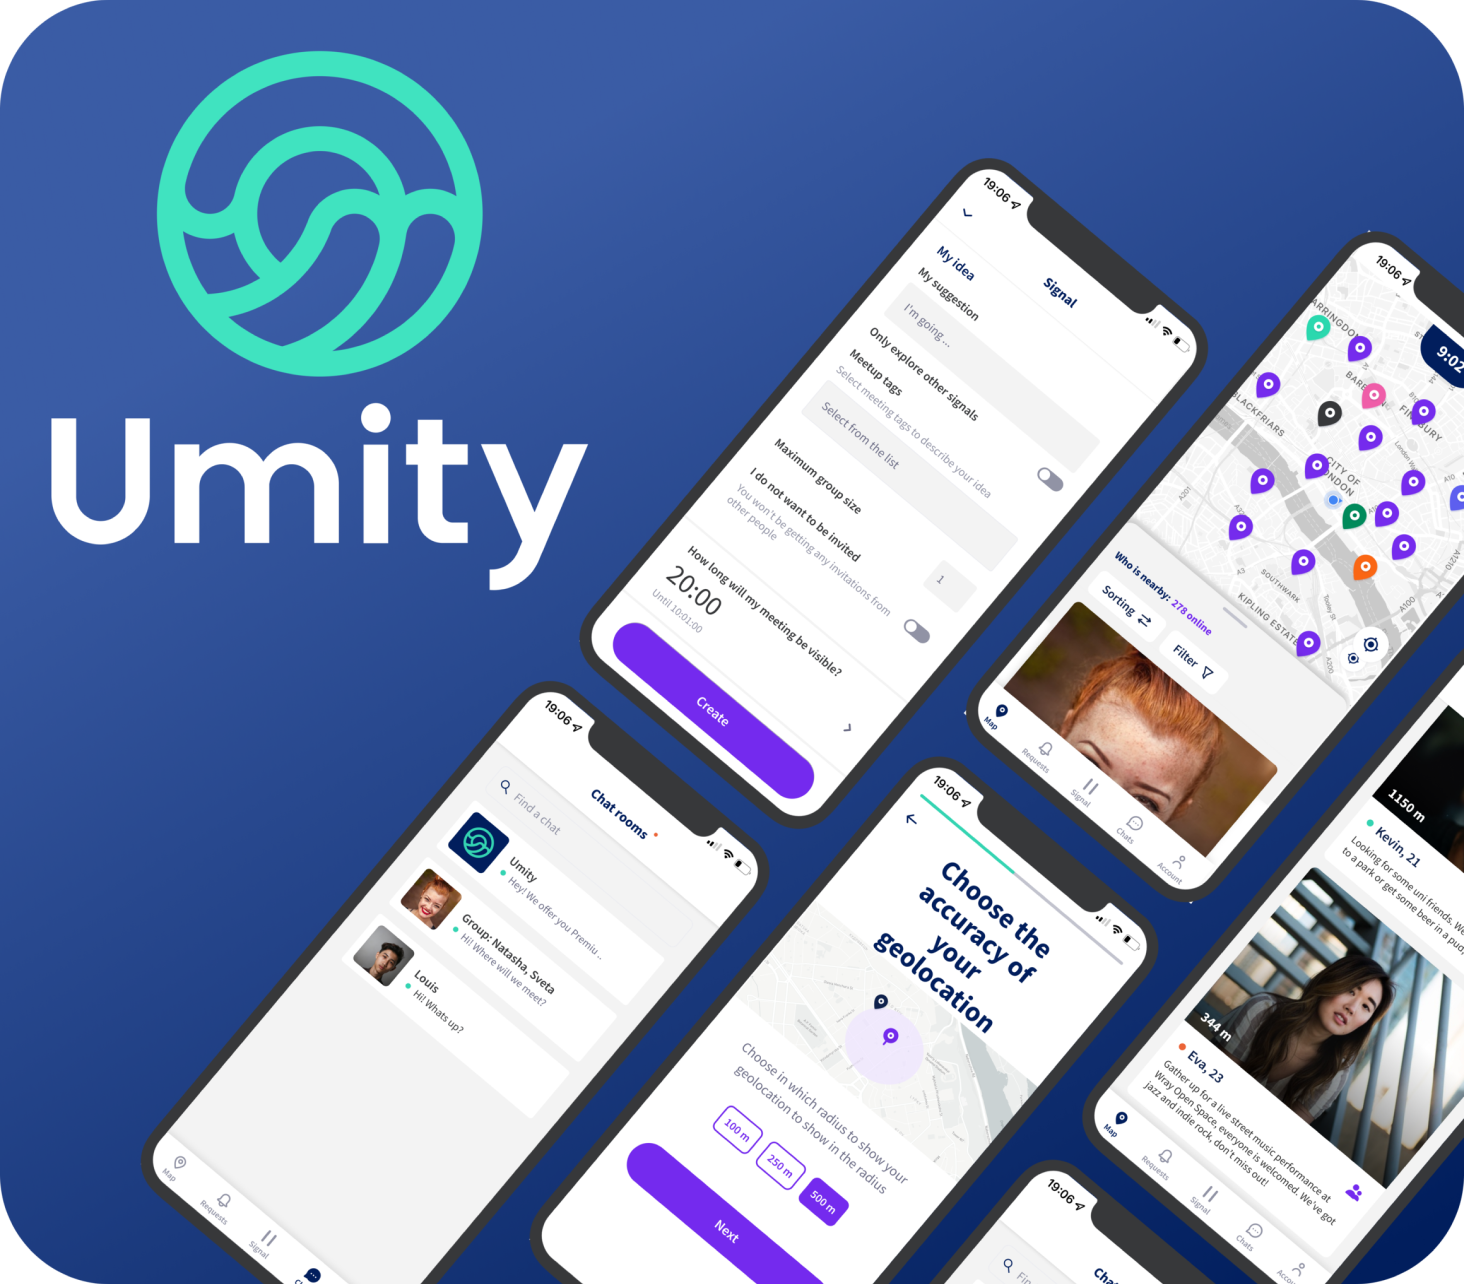 Umity
19:06
Signal
My idea
My suggestion
I'm going ...
Only explore other signals
Meetup tags
Select meeting tags to describe your idea
Select from the list
Maximum group size
1
I do not want to be invited
You won't be getting any invitations from
other people
How long will my meeting be visible?
20:00
Until 10:01:00
Create
19:06
9:02
ARRINGDON
BLACKFRIARS
CITY OF
LONDON
A201
A10
A3
SOUTHWARK
KIPLING ESTATE
Tooley St
A200
A100
A1210
Who is nearby: 278 online
Sorting
Filter
Map
Requests
Signal
Chats
Account
19:06
Chat rooms
Find a chat
Umity
Hey! We offer you Premiu ..
Group: Natasha, Sveta
Hi! Where will we meet?
Louis
Hi! Whats up?
Map
Requests
Signal
19:06
Choose the
accuracy of
your
geolocation
Choose in which radius to show your
geolocation to show in the radius
100 m
250 m
500 m
Next
1150 m
Kevin, 21
Looking for some uni friends. We
to a park or get some beer in a pub,
344 m
Eva, 23
Gather up for a live street music performance at
Wray Open Space, everyone is welcomed. We've got
jazz and indie rock, don't miss out!
Map
Requests
Signal
Chats
Accou
19:06
Cha
Fin